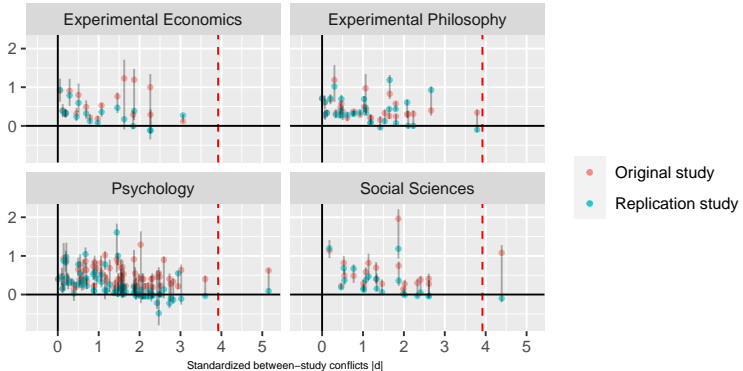 Experimental Economics
Experimental Philosophy
2
1
0
Original study
Replication study
Psychology
Social Sciences
2
1
0
0 1 2 3 4 5 0 1 2 3 4 5
Standardized between−study conflicts |d|